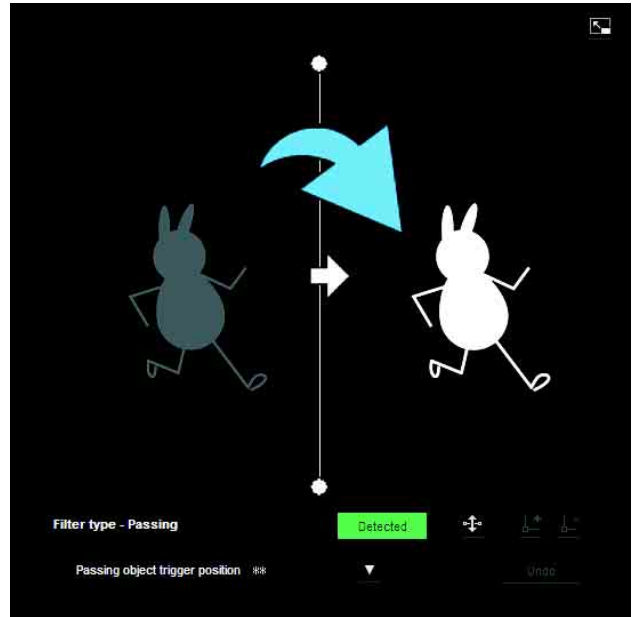 Filter type - Passing Detected
Passing object trigger position ** ▼ Undo